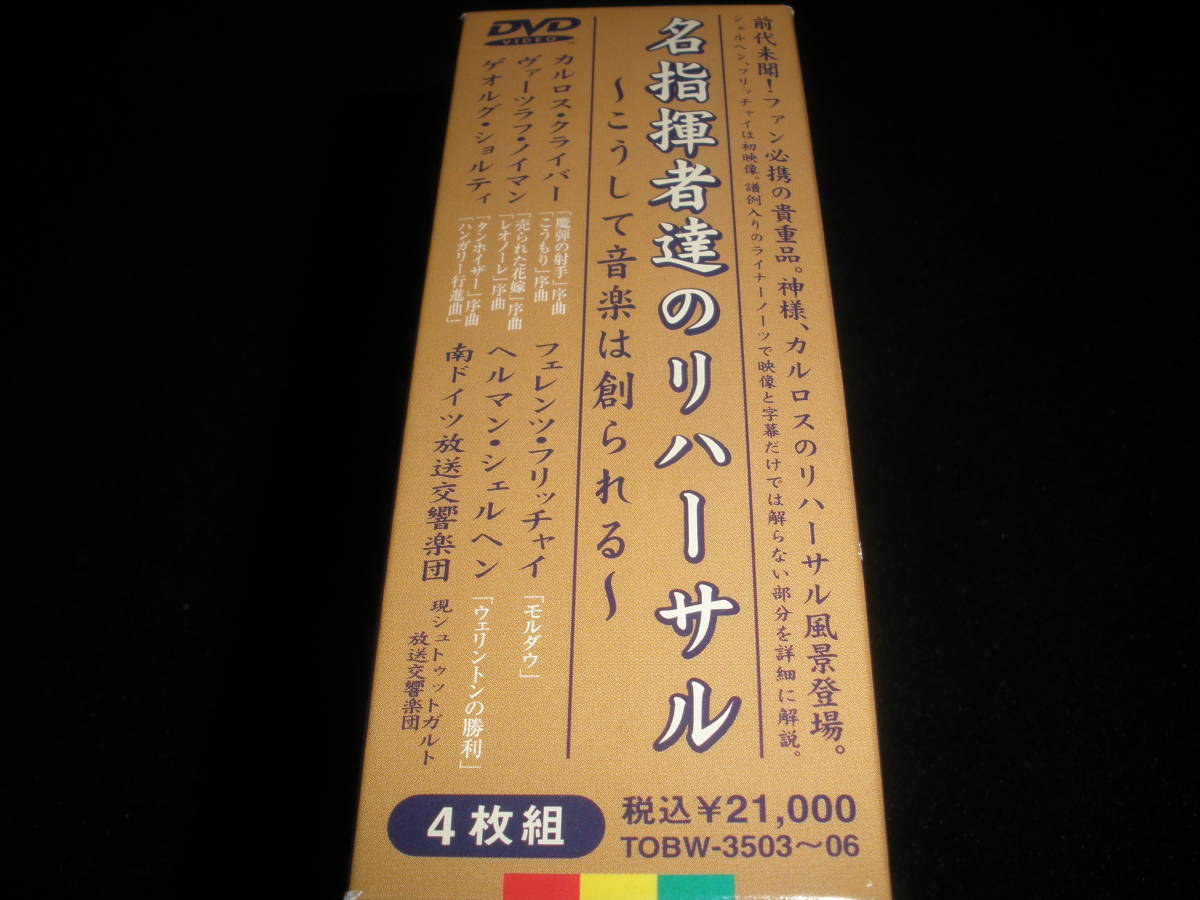 前代未聞!ファン必携の貴重品。神様、カルロスのリハーサル風景登場。
シェルヘン、フリッチャイは初映像。譜例入りのライナーノーツで映像と字幕だけでは解らない部分を詳細に解説。
名指揮者達のリハーサル
~こうして音楽は創られる~
DVD
VIDEO
カルロス・クライバー
「魔弾の射手」序曲
「こうもり」序曲
ヴァーツラフ・ノイマン
「売られた花嫁」序曲
「レオノーレ」序曲
ゲオルグ・ショルティ
「タンホイザー」序曲
「ハンガリー行進曲」
フェレンツ・フリッチャイ
「モルダウ」
ヘルマン・シェルヘン
「ウェリントンの勝利」
南ドイツ放送交響楽団
現シュトゥットガルト
放送交響楽団
4枚組
税込¥21,000
TOBW-3503~06